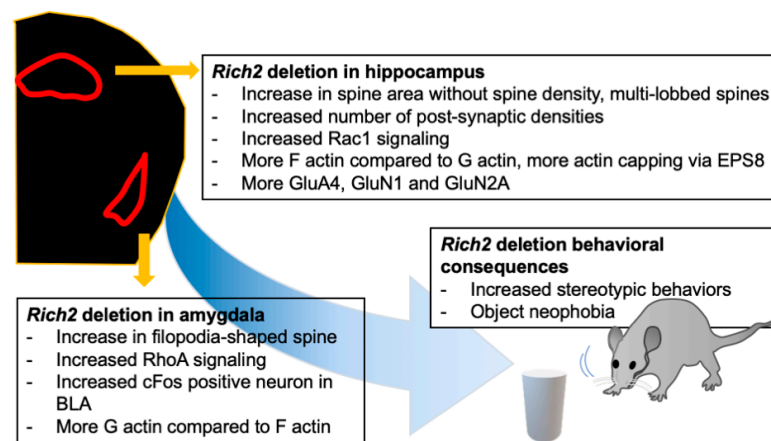 Rich2 deletion in hippocampus
- Increase in spine area without spine density, multi-lobbed spines
- Increased number of post-synaptic densities
- Increased Rac1 signaling
- More F actin compared to G actin, more actin capping via EPS8
- More GluA4, GluN1 and GluN2A
Rich2 deletion behavioral
consequences
- Increased stereotypic behaviors
- Object neophobia
Rich2 deletion in amygdala
- Increase in filopodia-shaped spine
- Increased RhoA signaling
- Increased cFos positive neuron in
BLA
- More G actin compared to F actin